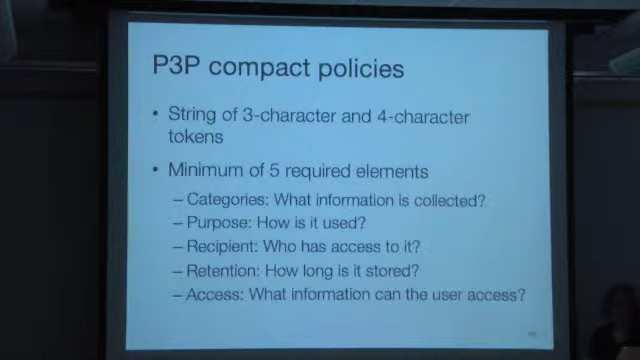 P3P compact policies
• String of 3-character and 4-character
tokens
• Minimum of 5 required elements
– Categories: What information is collected?
– Purpose: How is it used?
– Recipient: Who has access to it?
– Retention: How long is it stored?
– Access: What information can the user access?